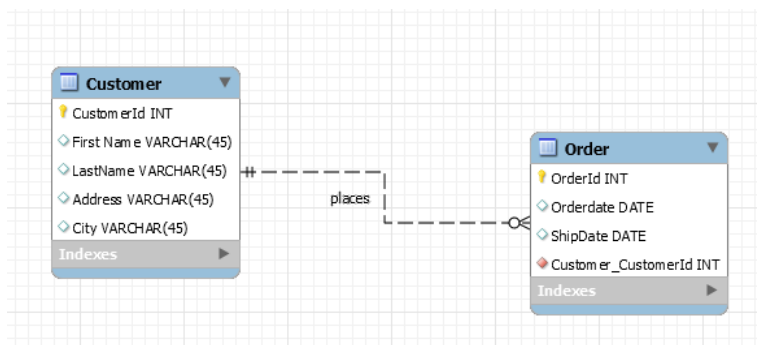 Customer
CustomerId INT
First Name VARCHAR(45)
LastName VARCHAR(45)
Address VARCHAR(45)
City VARCHAR(45)
Indexes
places
Order
OrderId INT
Orderdate DATE
ShipDate DATE
Customer_CustomerId INT
Indexes